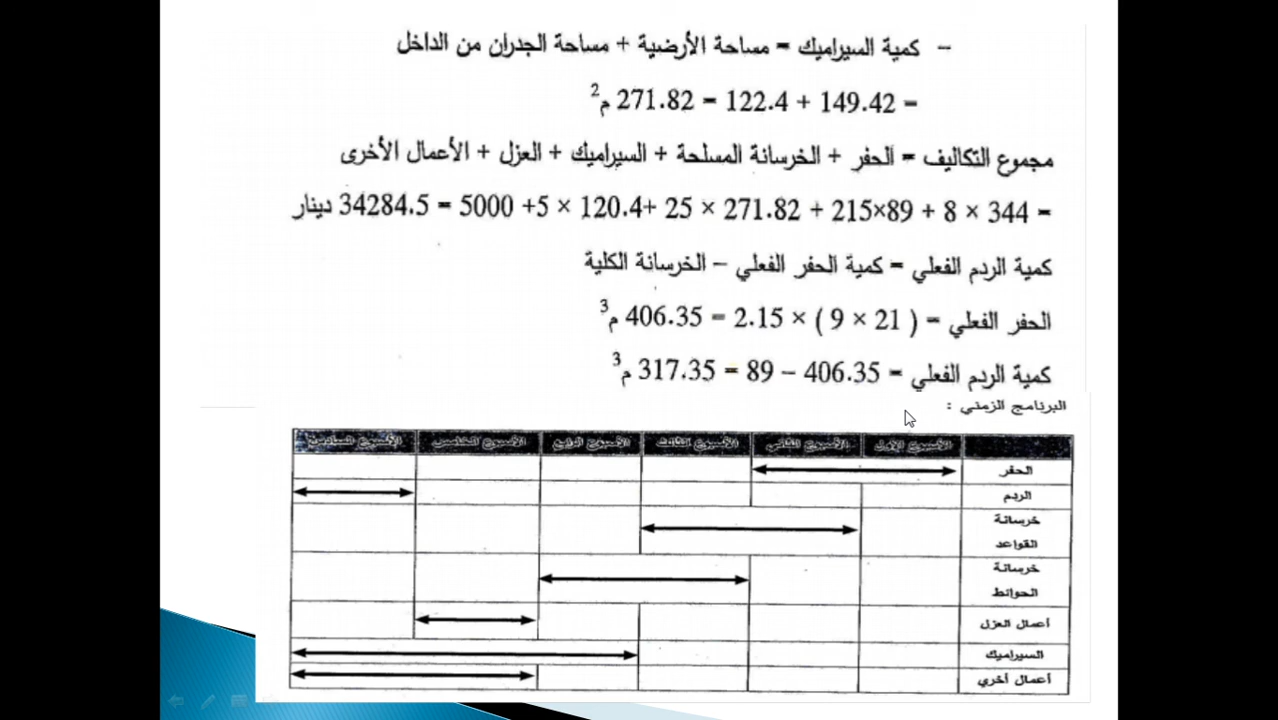 – كمية السيراميك = مساحة الأرضية + مساحة الجدران من الداخل
= 149.42 + 122.4 = 271.82 م2
مجموع التكاليف = الحفر + الخرسانة المسلحة + السيراميك + العزل + الأعمال الأخرى
= 344 × 8 + 89×215 + 271.82 × 25 +120.4 × 5+ 5000 = 34284.5 دينار
كمية الردم الفعلي = كمية الحفر الفعلي – الخرسانة الكلية
الحفر الفعلي = ( 21 × 9 ) × 2.15 = 406.35 م3
كمية الردم الفعلي = 406.35 – 89 = 317.35 م3
البرنامج الزمني :
الأسبوع الأول الأسبوع الثاني الأسبوع الثالث الأسبوع الرابع الأسبوع الخامس الأسبوع السادس
الحفر
الردم
خرسانة
القواعد
خرسانة
الحوائط
أعمال العزل
السيراميك
أعمال أخري